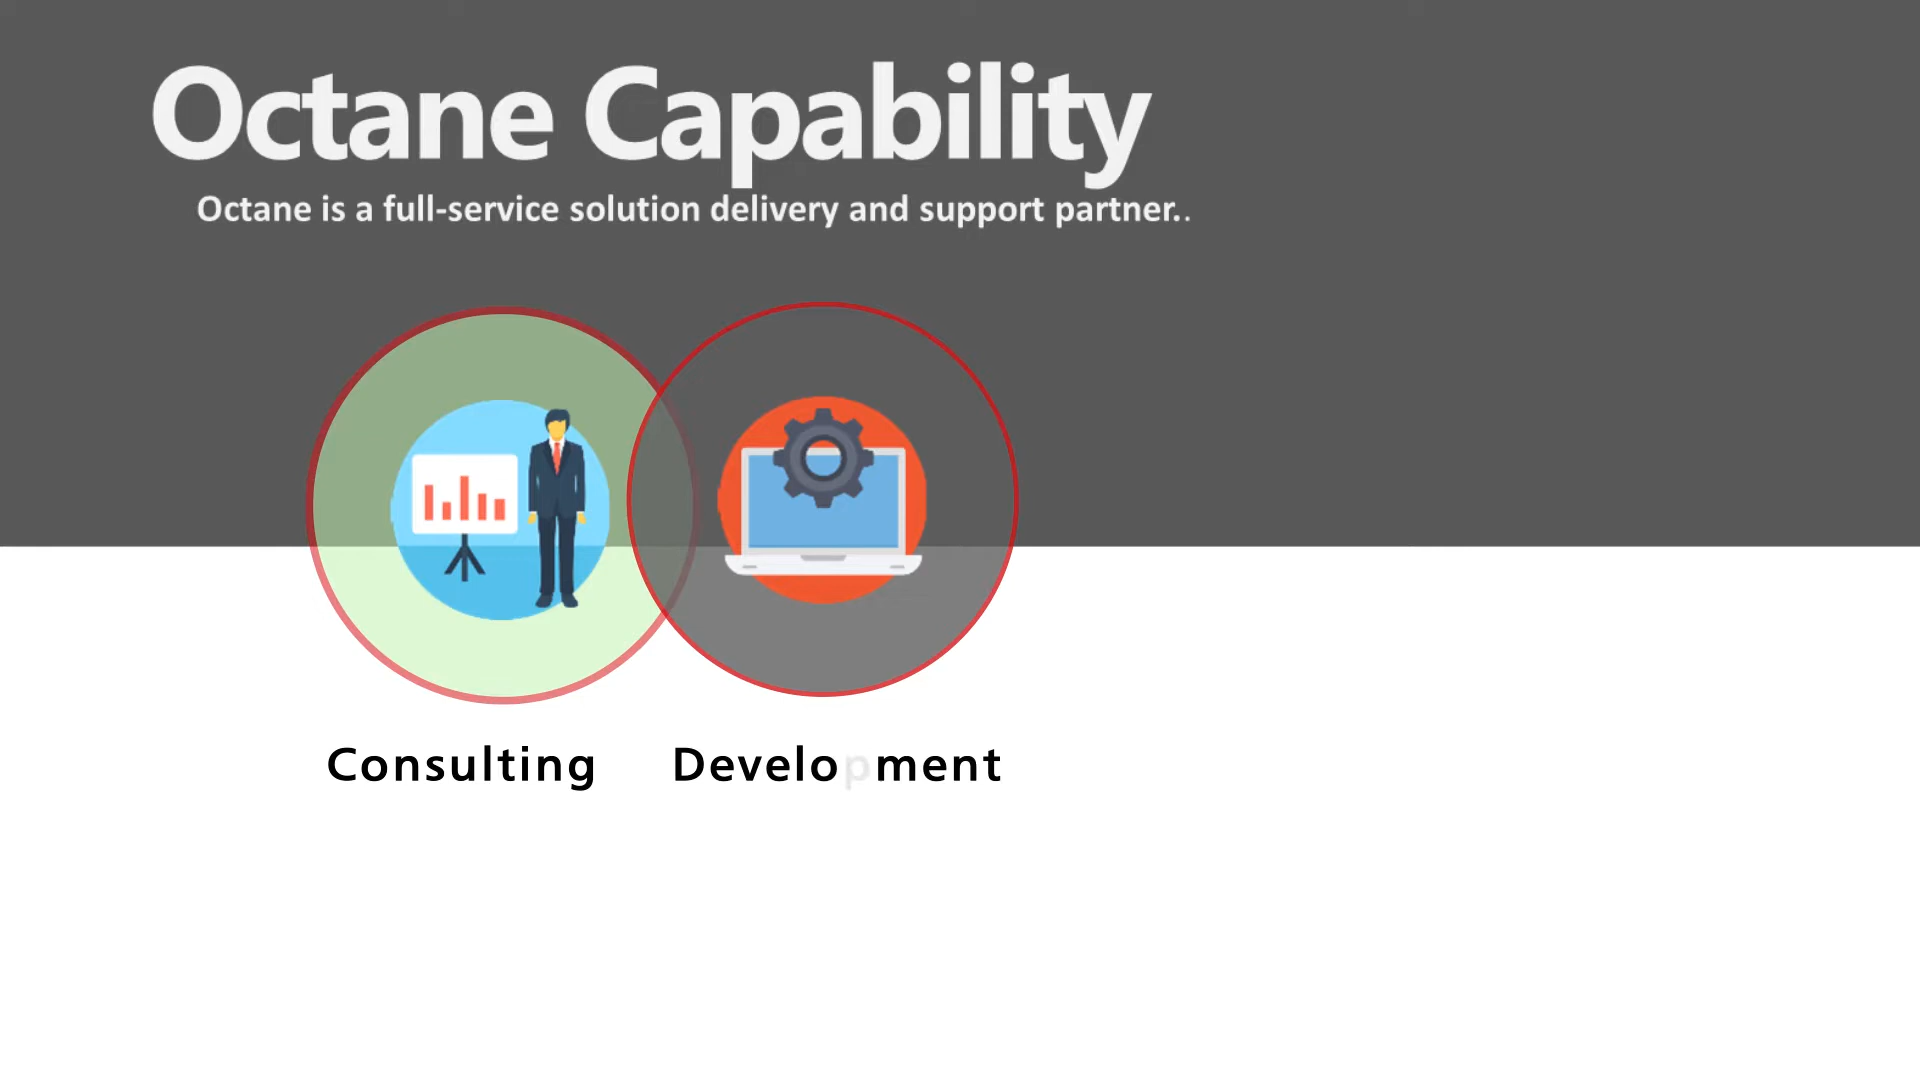 Octane Capability
Octane is a full-service solution delivery and support partner..
Consulting
Development